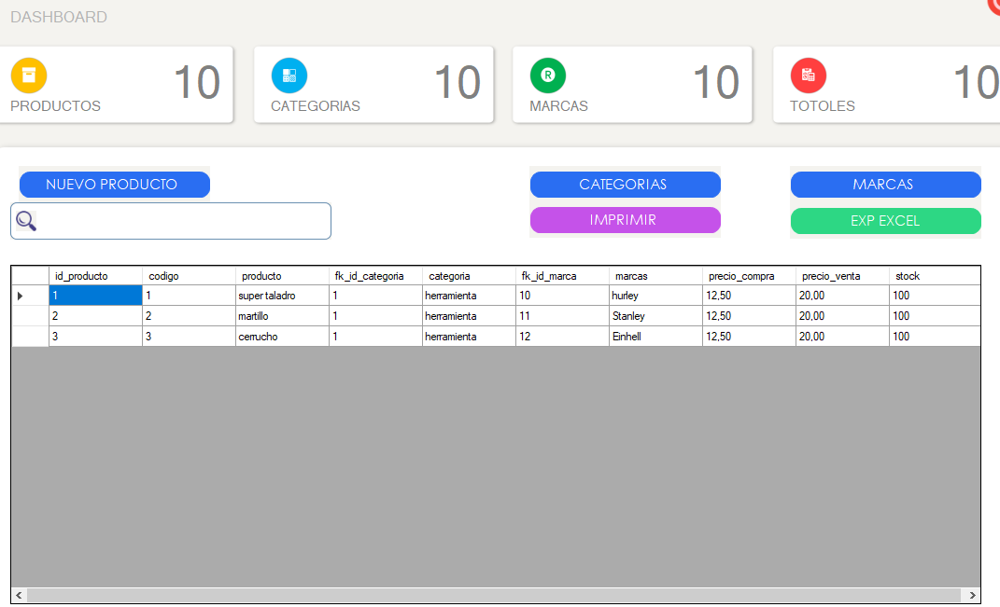 DASHBOARD
10 10 10 10
PRODUCTOS CATEGORIAS MARCAS TOTOLES
NUEVO PRODUCTO CATEGORIAS MARCAS
IMPRIMIR EXP EXCEL
id_producto codigo producto fk_id_categoria categoria fk_id_marca marcas precio_compra precio_venta stock
1 1 super taladro 1 herramienta 10 hurley 12,50 20,00 100
2 2 martillo 1 herramienta 11 Stanley 12,50 20,00 100
3 3 cerrucho 1 herramienta 12 Einhell 12,50 20,00 100